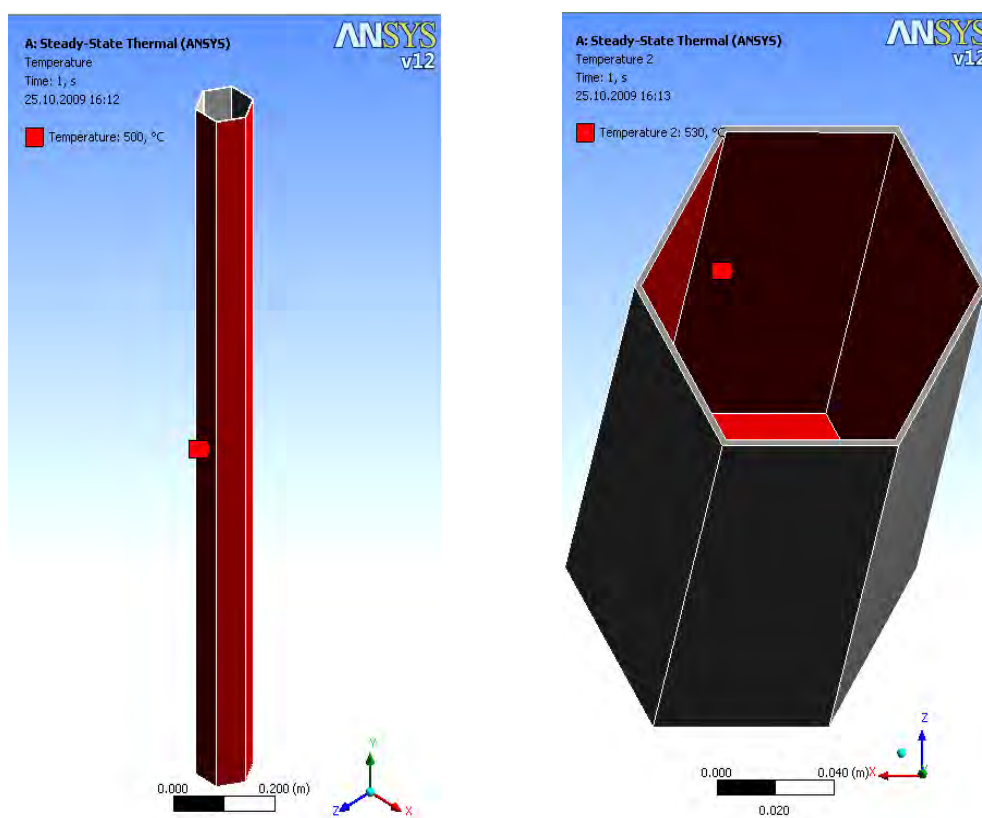 A: Steady-State Thermal (ANSYS)
Temperature
Time: 1, s
25.10.2009 16:12
Temperature: 500, °C
ANSYS
v12
Y
Z
X
0.000
0.200 (m)
A: Steady-State Thermal (ANSYS)
Temperature 2
Time: 1, s
25.10.2009 16:13
Temperature 2: 530, °C
ANSYS
v12
Z
X
Y
0.000
0.040 (m)
0.020